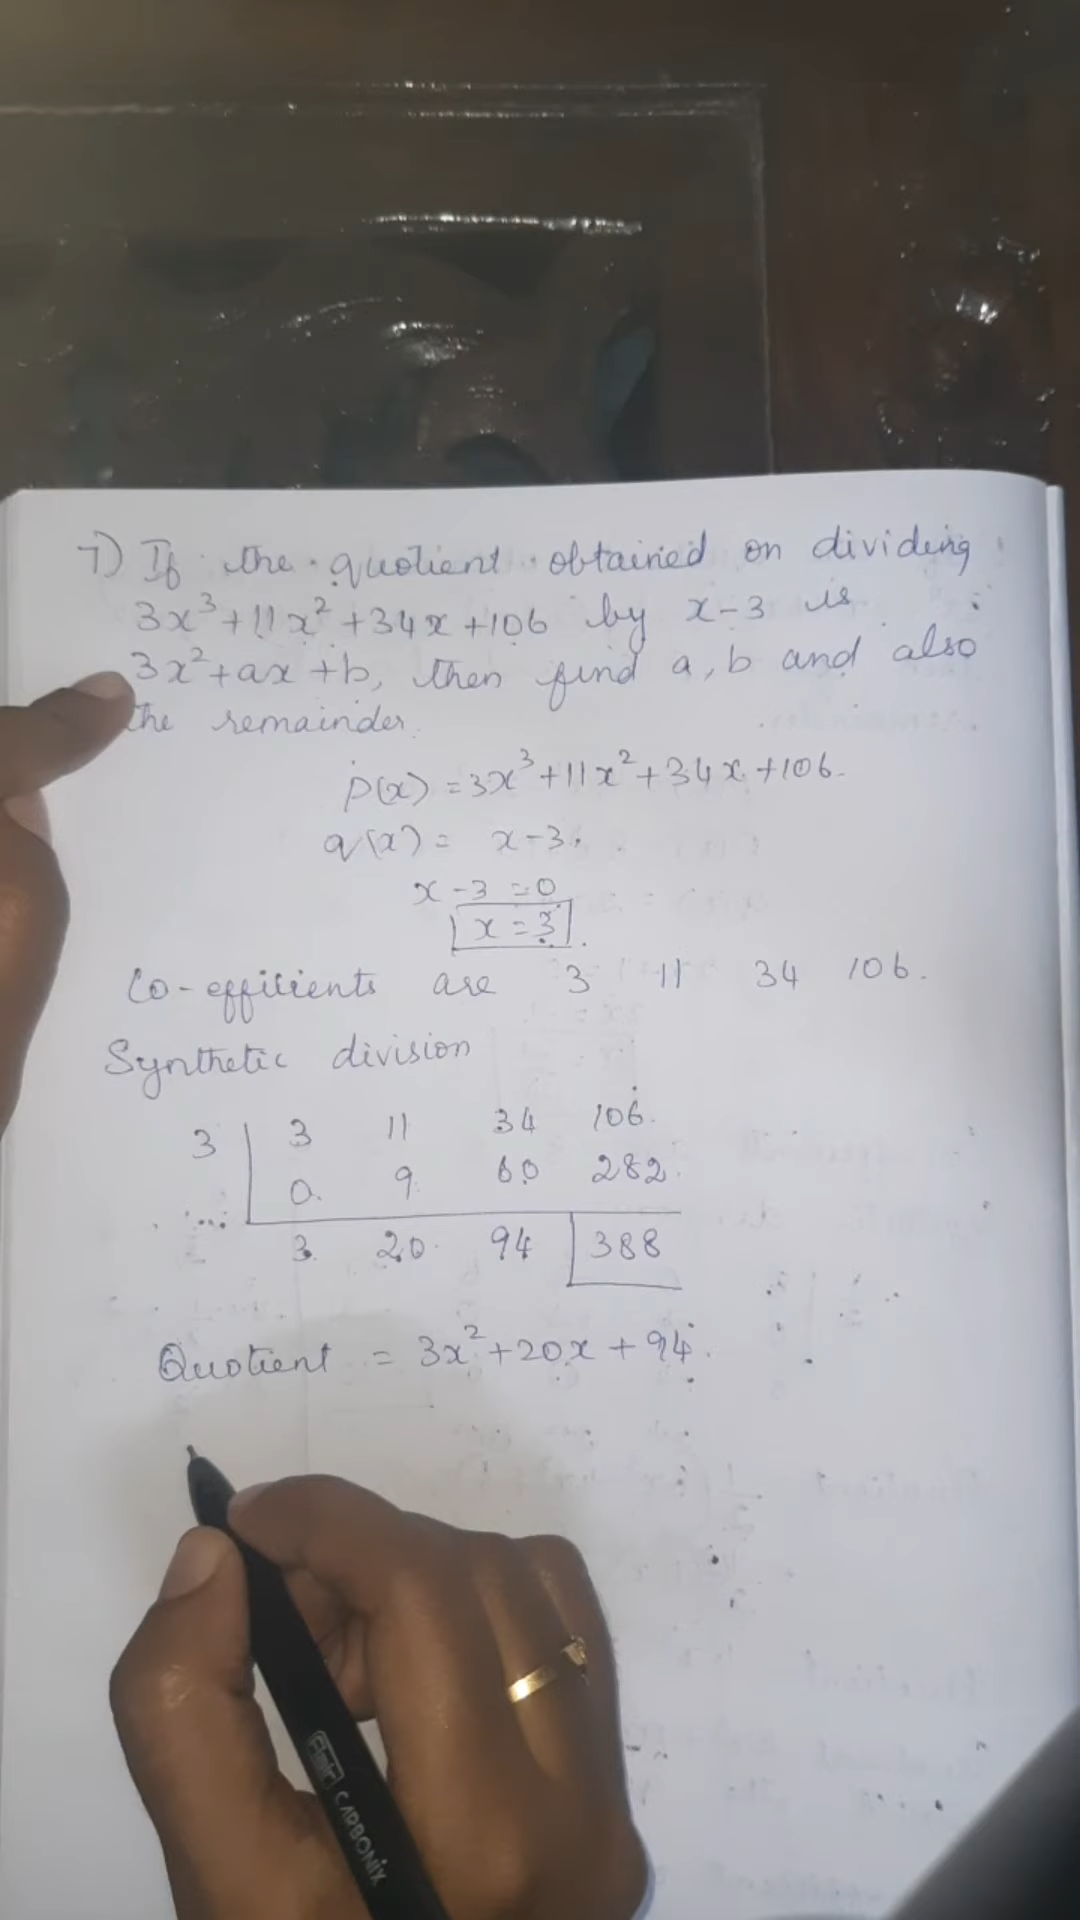 7) If the quotient obtained on dividing
3x³+11x²+34x+106 by x-3 is
3x²+ax+b, then find a, b and also
the remainder.
p(x) = 3x³+11x²+34x+106.
q(x) = x-3.
x-3=0
x=3.
Co-efficients are 3 11 34 106.
Synthetic division
3 3 11 34 106.
0. 9. 60 282.
3. 20. 94 388
Quotient = 3x²+20x+94.
Flair CARBONIX